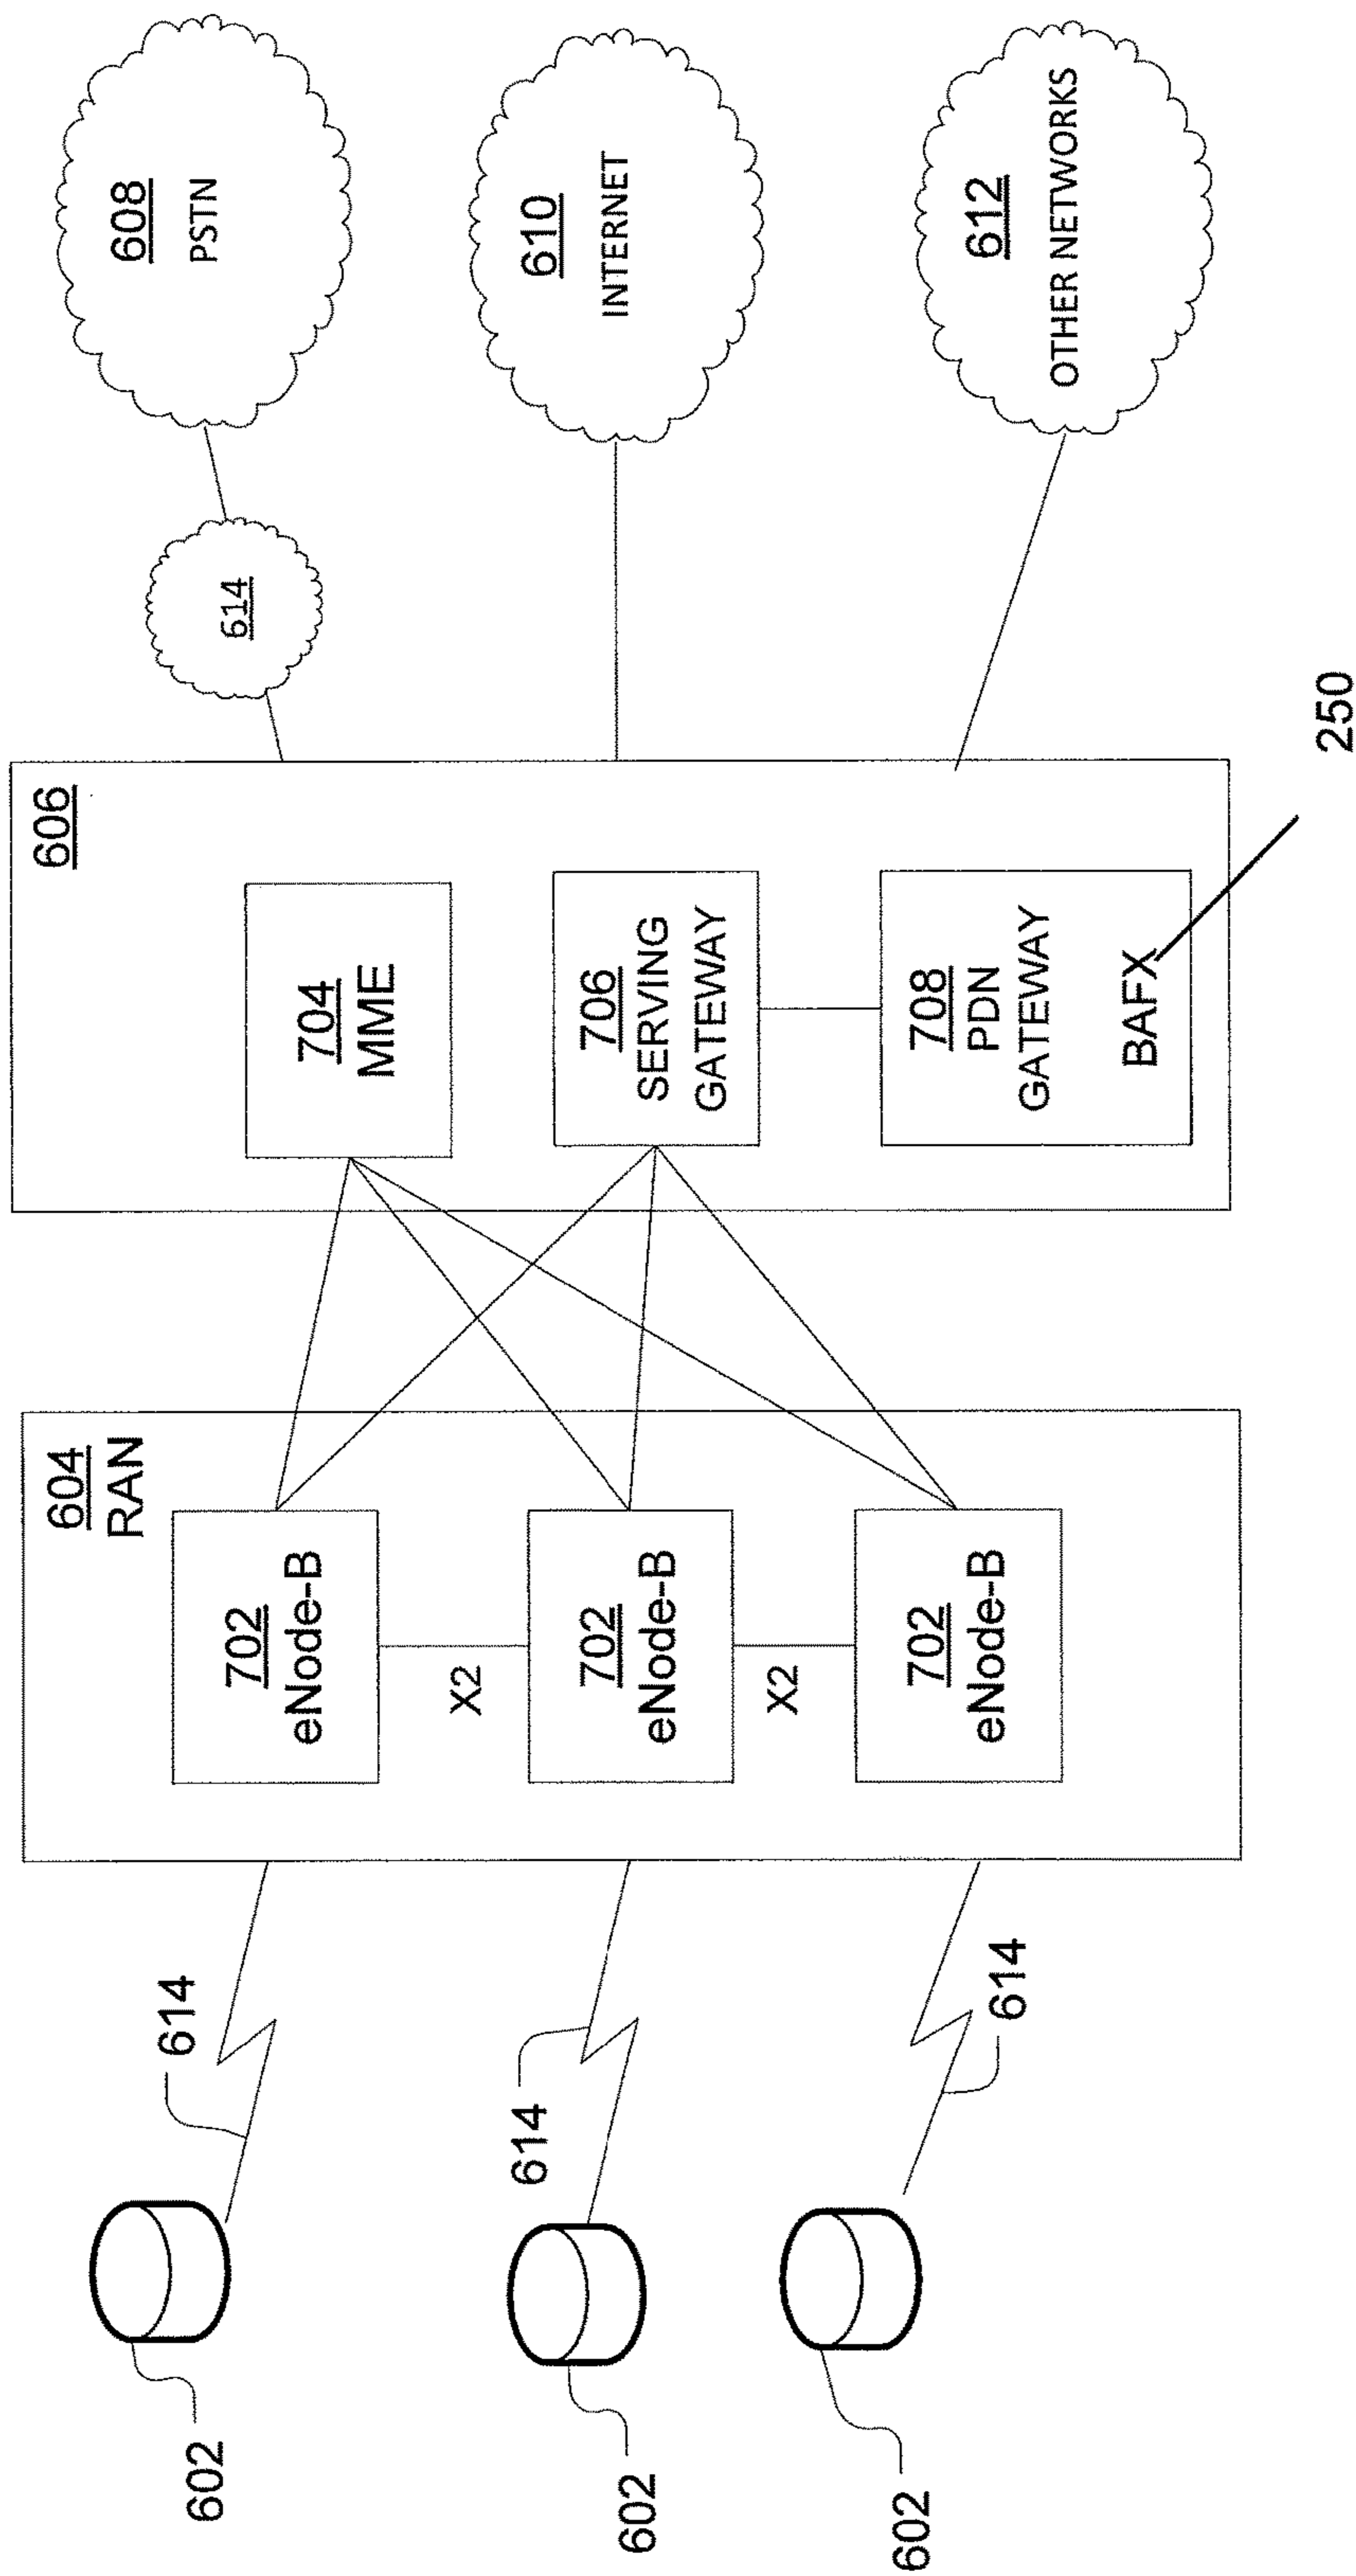 602
602
602
614
614
614
604
RAN
702
eNode-B
X2
702
eNode-B
X2
702
eNode-B
606
704
MME
706
SERVING
GATEWAY
708
PDN
GATEWAY
BAFX
250
614
608
PSTN
610
INTERNET
612
OTHER NETWORKS